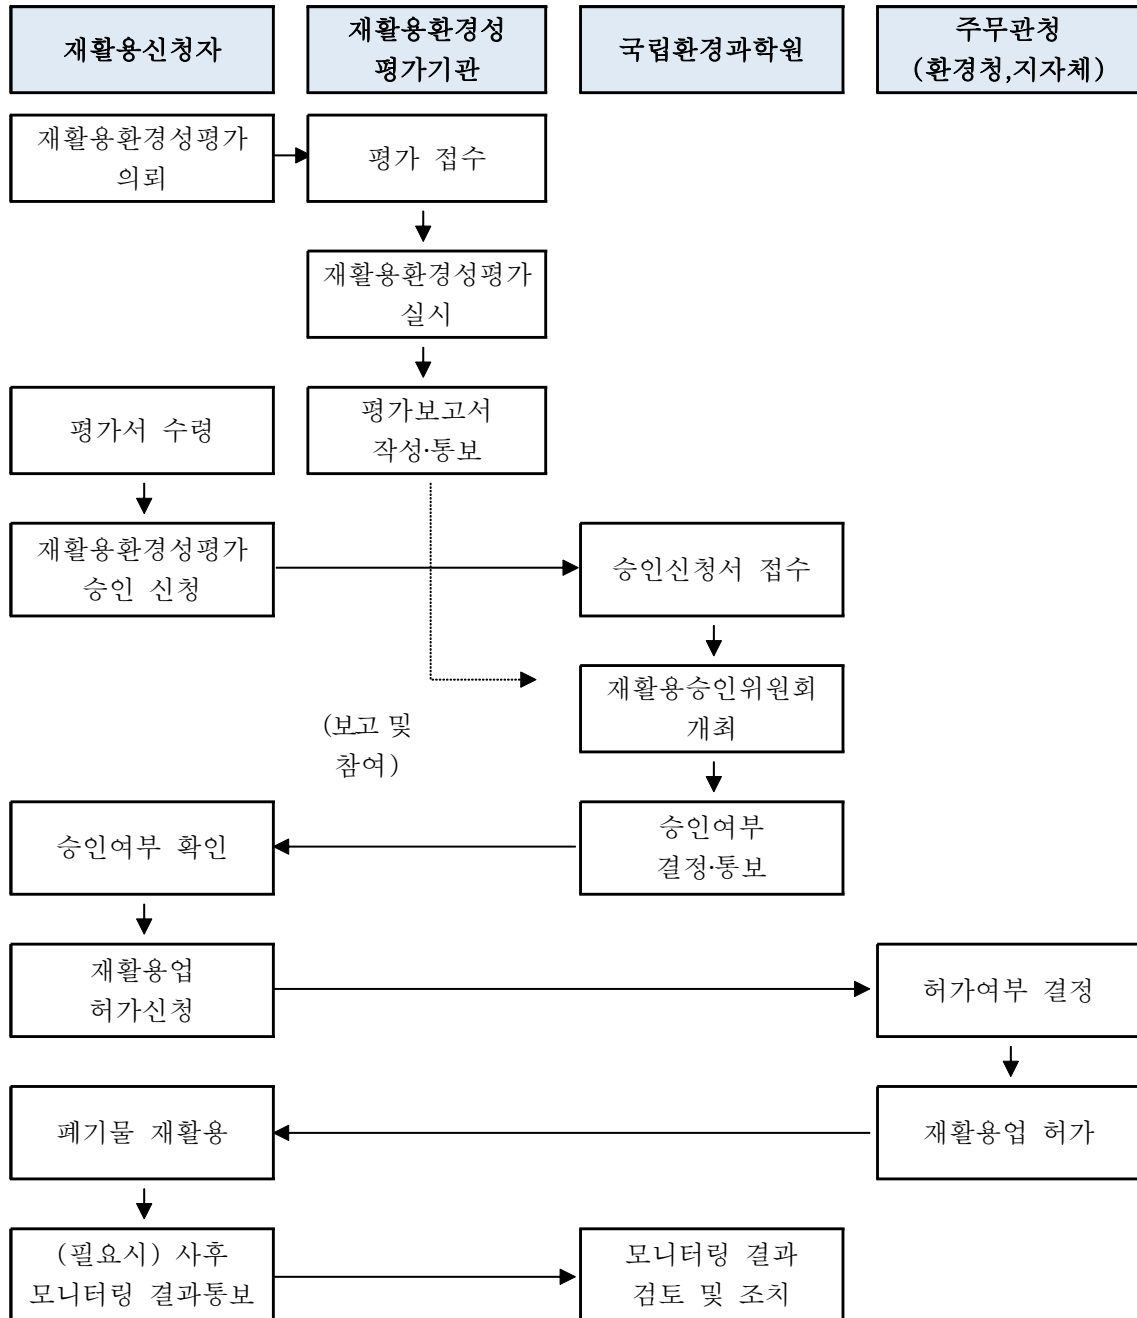 재활용신청자
재활용환경성
평가기관
국립환경과학원
주무관청
(환경청,지자체)
재활용환경성평가
의뢰
평가 접수
재활용환경성평가
실시
평가서 수령
평가보고서
작성·통보
재활용환경성평가
승인 신청
승인신청서 접수
재활용승인위원회
개최
(보고 및
참여)
승인여부 확인
승인여부
결정·통보
재활용업
허가신청
허가여부 결정
폐기물 재활용
재활용업 허가
(필요시) 사후
모니터링 결과통보
모니터링 결과
검토 및 조치